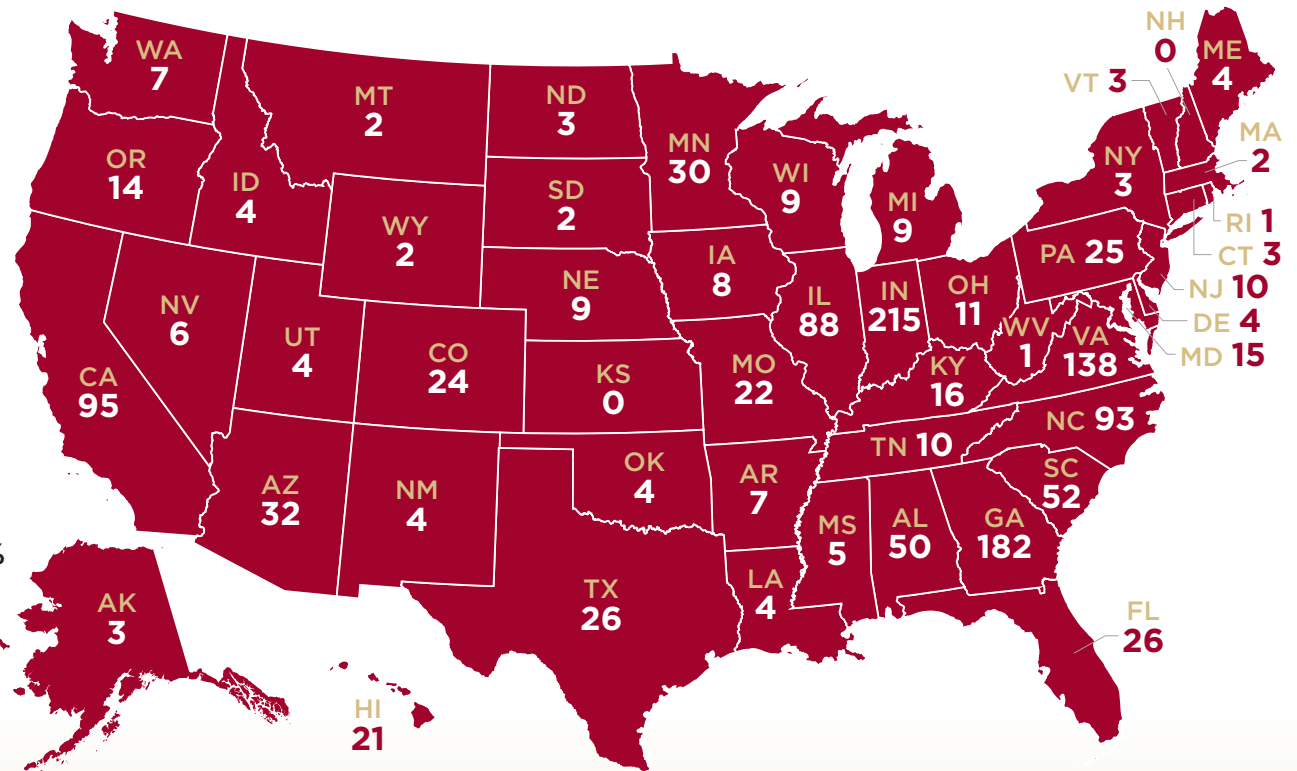 WA
7
OR
14
CA
95
ID
4
NV
6
MT
2
WY
2
UT
4
AZ
32
CO
24
NM
4
ND
3
SD
2
NE
9
KS
0
OK
4
TX
26
MN
30
IA
8
MO
22
AR
7
LA
4
WI
9
IL
88
MI
9
IN
215
OH
11
KY
16
TN 10
MS
5
AL
50
GA
182
FL
26
SC
52
NC 93
VA
138
WV
1
PA 25
NY
3
VT 3
NH
0
ME
4
MA
2
RI 1
CT 3
NJ 10
DE 4
MD 15
%
AK
3
HI
21